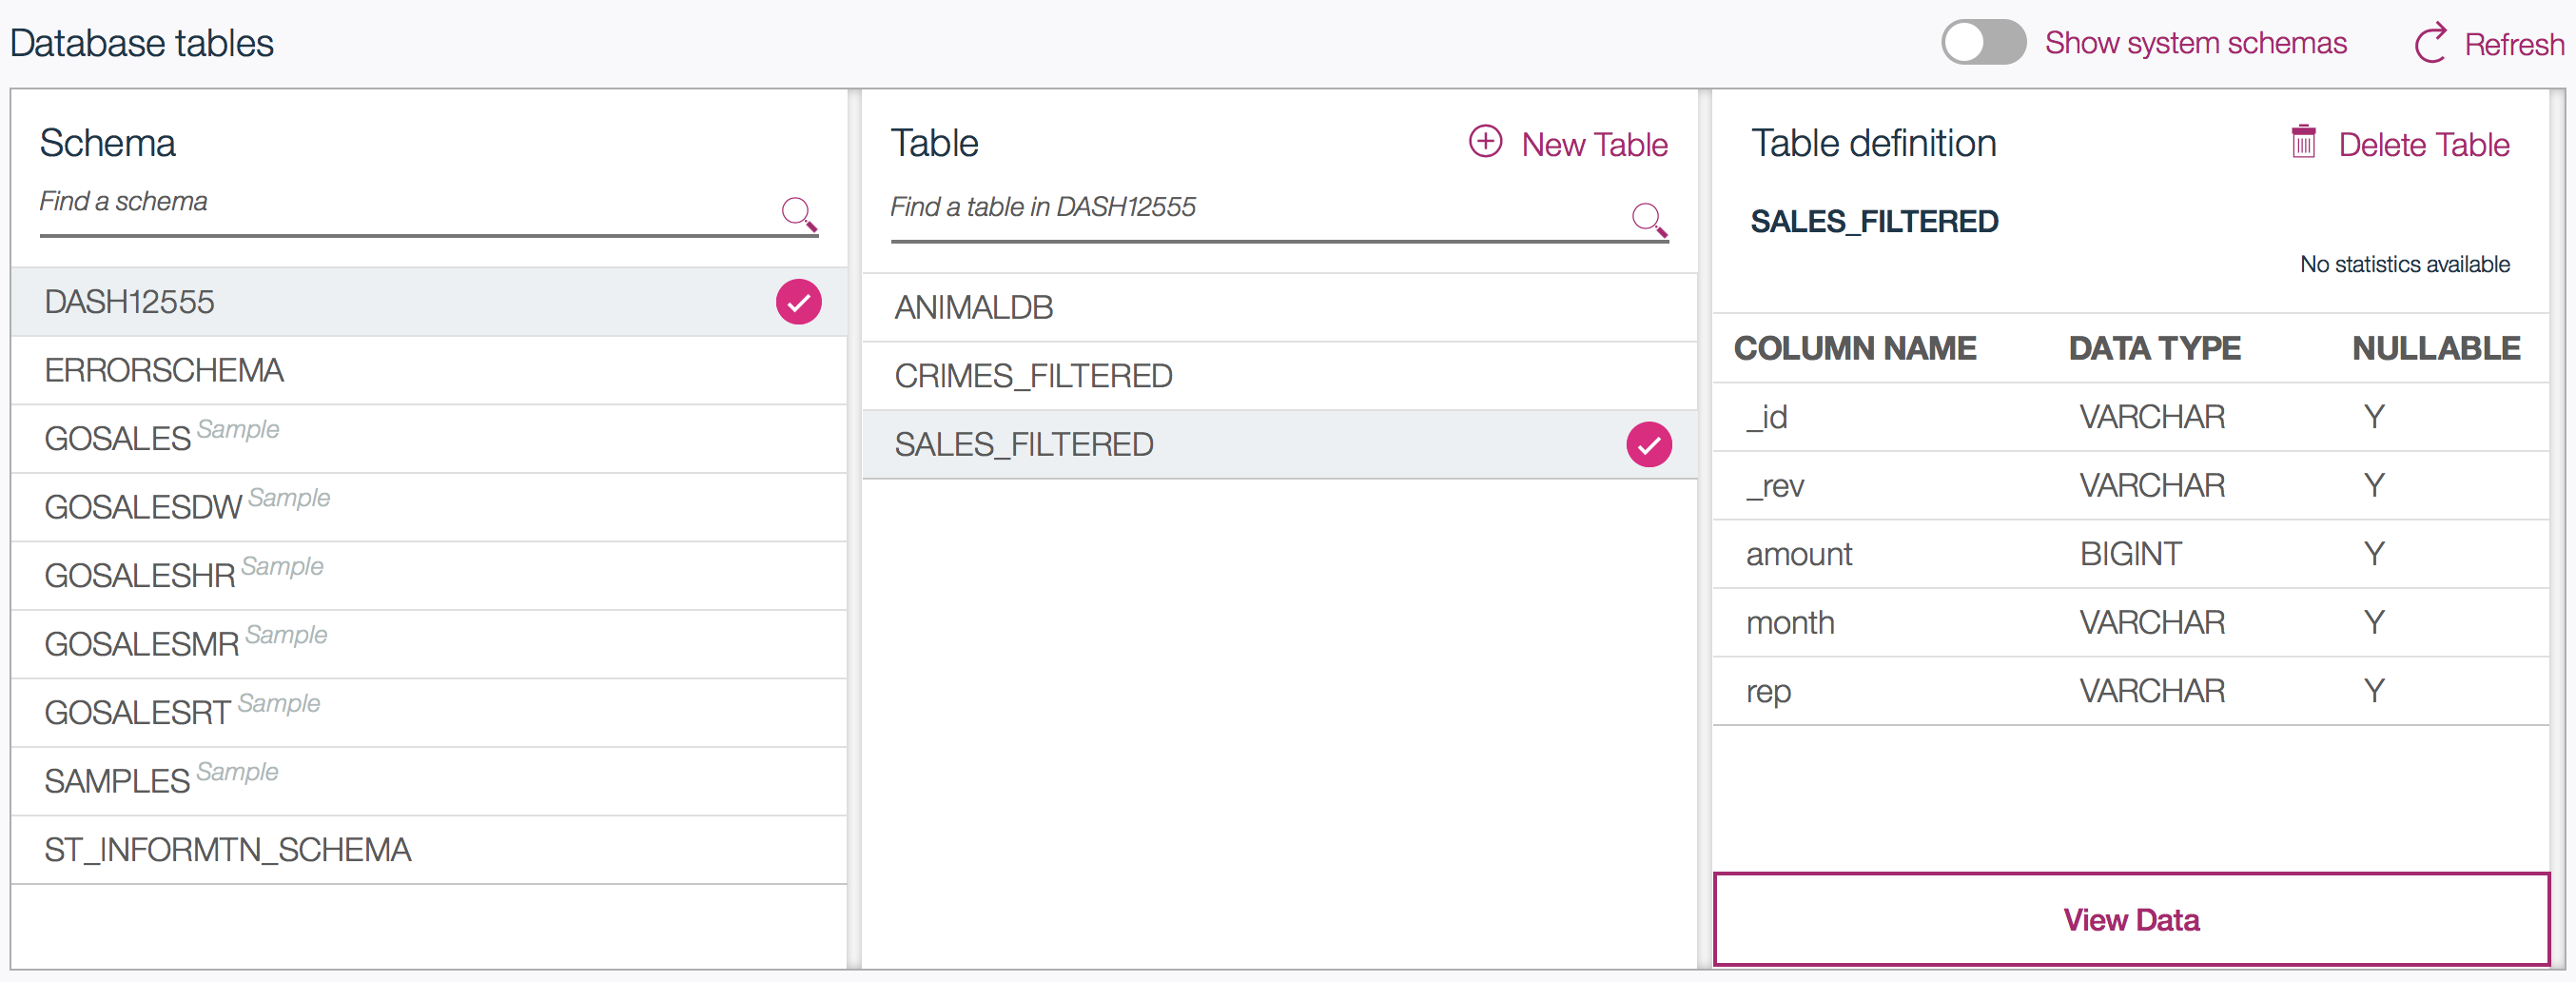 Database tables
Show system schemas
Refresh
Schema
Find a schema
DASH12555
ERRORSCHEMA
GOSALES Sample
GOSALESDW Sample
GOSALESHR Sample
GOSALESMR Sample
GOSALESRT Sample
SAMPLES Sample
ST_INFORMTN_SCHEMA
Table
New Table
Find a table in DASH12555
ANIMALDB
CRIMES_FILTERED
SALES_FILTERED
Table definition
Delete Table
SALES_FILTERED
No statistics available
COLUMN NAME DATA TYPE NULLABLE
_id VARCHAR Y
_rev VARCHAR Y
amount BIGINT Y
month VARCHAR Y
rep VARCHAR Y
View Data